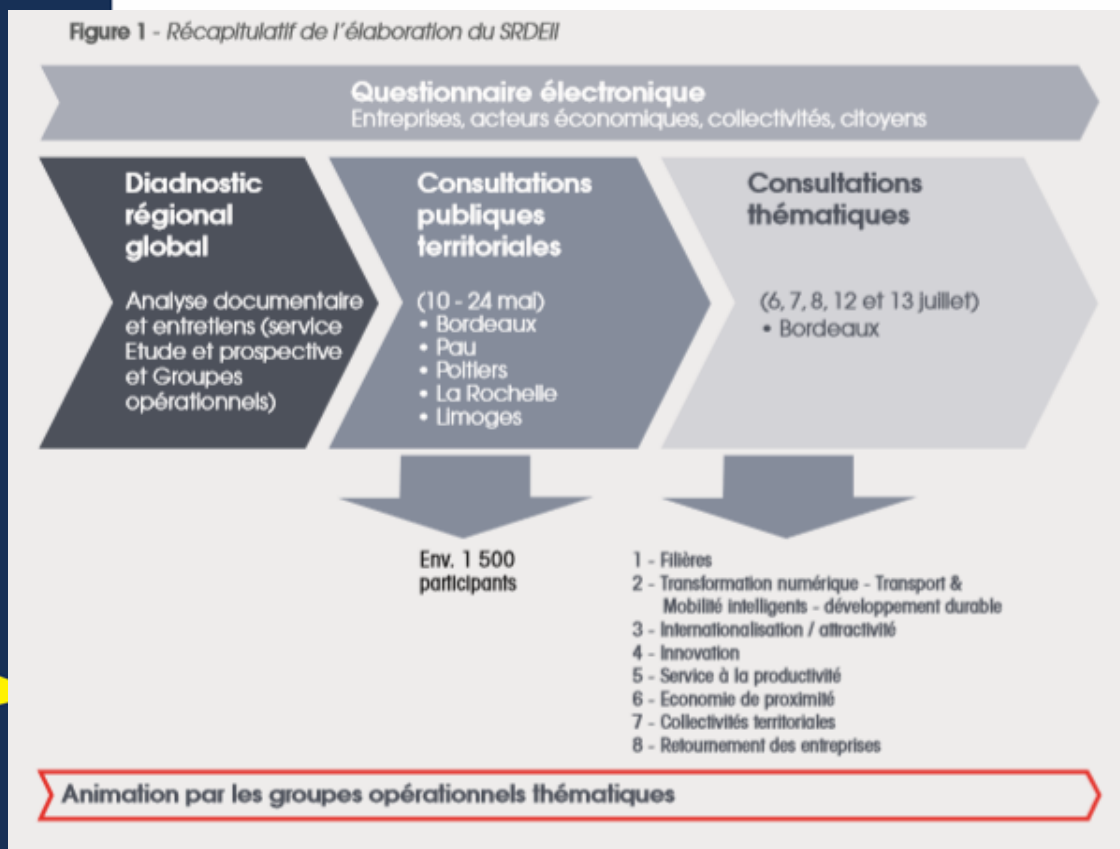 Figure 1 - Récapitulatif de l'élaboration du SRDEII
Questionnaire électronique
Entreprises, acteurs économiques, collectivités, citoyens
Diadnostic
régional
global
Analyse documentaire
et entretiens (service
Etude et prospective
et Groupes
opérationnels)
Consultations
publiques
territoriales
(10 - 24 mai)
• Bordeaux
• Pau
• Poitiers
• La Rochelle
• Limoges
Consultations
thématiques
(6, 7, 8, 12 et 13 juillet)
• Bordeaux
Env. 1 500
participants
1 - Filières
2 - Transformation numérique - Transport &
Mobilité intelligents - développement durable
3 - Internationalisation / attractivité
4 - Innovation
5 - Service à la productivité
6 - Economie de proximité
7 - Collectivités territoriales
8 - Retournement des entreprises
Animation par les groupes opérationnels thématiques